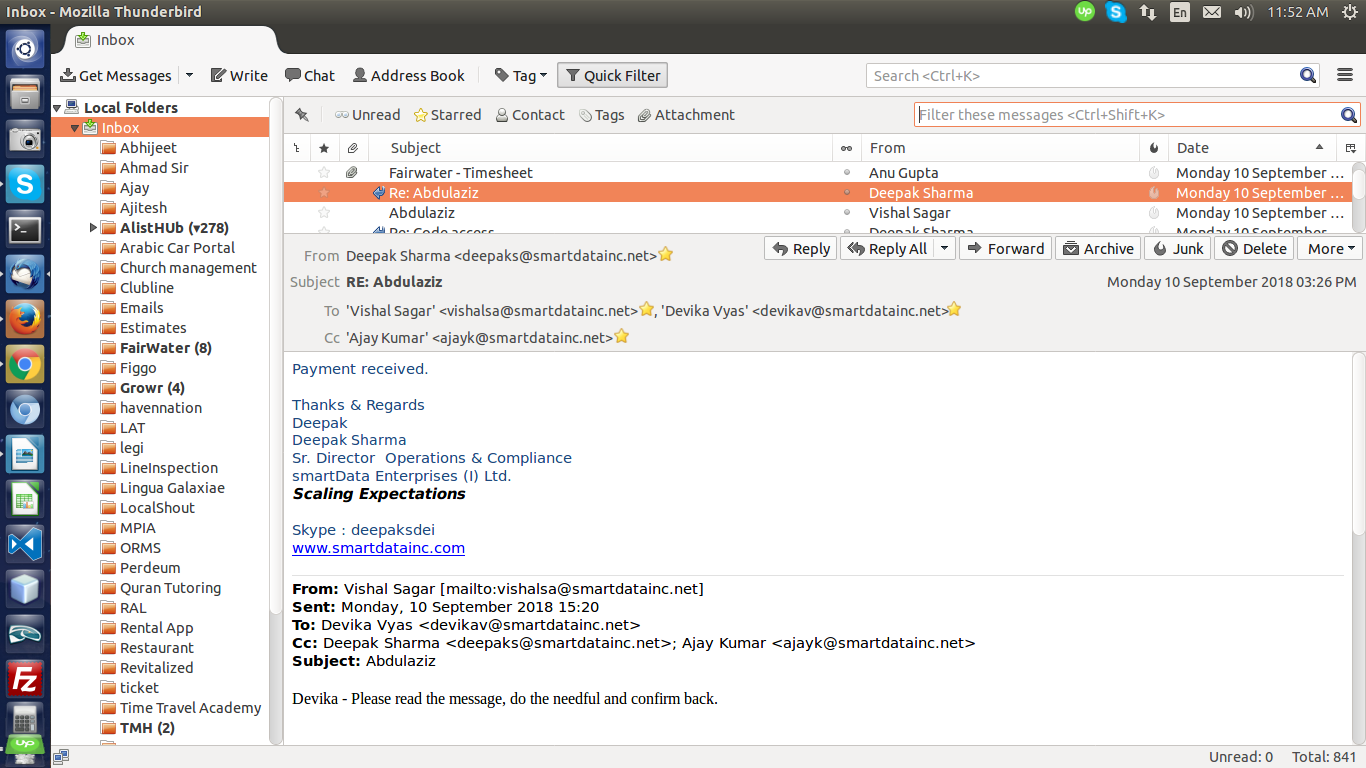 Inbox - Mozilla Thunderbird
En
11:52 AM
Inbox
Get Messages
Write
Chat
Address Book
Tag
Quick Filter
Search <Ctrl+K>
Local Folders
Inbox
Abhijeet
Ahmad Sir
Ajay
Ajitesh
AlistHUb (▾278)
Arabic Car Portal
Church management
Clubline
Emails
Estimates
FairWater (8)
Figgo
Growr (4)
havennation
LAT
legi
LineInspection
Lingua Galaxiae
LocalShout
MPIA
ORMS
Perdeum
Quran Tutoring
RAL
Rental App
Restaurant
Revitalized
ticket
Time Travel Academy
TMH (2)
Unread
Starred
Contact
Tags
Attachment
Filter these messages <Ctrl+Shift+K>
Subject From Date
Fairwater - Timesheet Anu Gupta Monday 10 September ...
Re: Abdulaziz Deepak Sharma Monday 10 September ...
Abdulaziz Vishal Sagar Monday 10 September ...
Re: Code access Deepak Sharma Monday 10 September ...
From Deepak Sharma <deepaks@smartdatainc.net>
Reply
Reply All
Forward
Archive
Junk
Delete
More
Subject RE: Abdulaziz
Monday 10 September 2018 03:26 PM
To 'Vishal Sagar' <vishalsa@smartdatainc.net>, 'Devika Vyas' <devikav@smartdatainc.net>
Cc 'Ajay Kumar' <ajayk@smartdatainc.net>
Payment received.
Thanks & Regards
Deepak
Deepak Sharma
Sr. Director  Operations & Compliance
smartData Enterprises (I) Ltd.
Scaling Expectations
Skype : deepaksdei
www.smartdatainc.com
From: Vishal Sagar [mailto:vishalsa@smartdatainc.net]
Sent: Monday, 10 September 2018 15:20
To: Devika Vyas <devikav@smartdatainc.net>
Cc: Deepak Sharma <deepaks@smartdatainc.net>; Ajay Kumar <ajayk@smartdatainc.net>
Subject: Abdulaziz
Devika - Please read the message, do the needful and confirm back.
Unread: 0
Total: 841